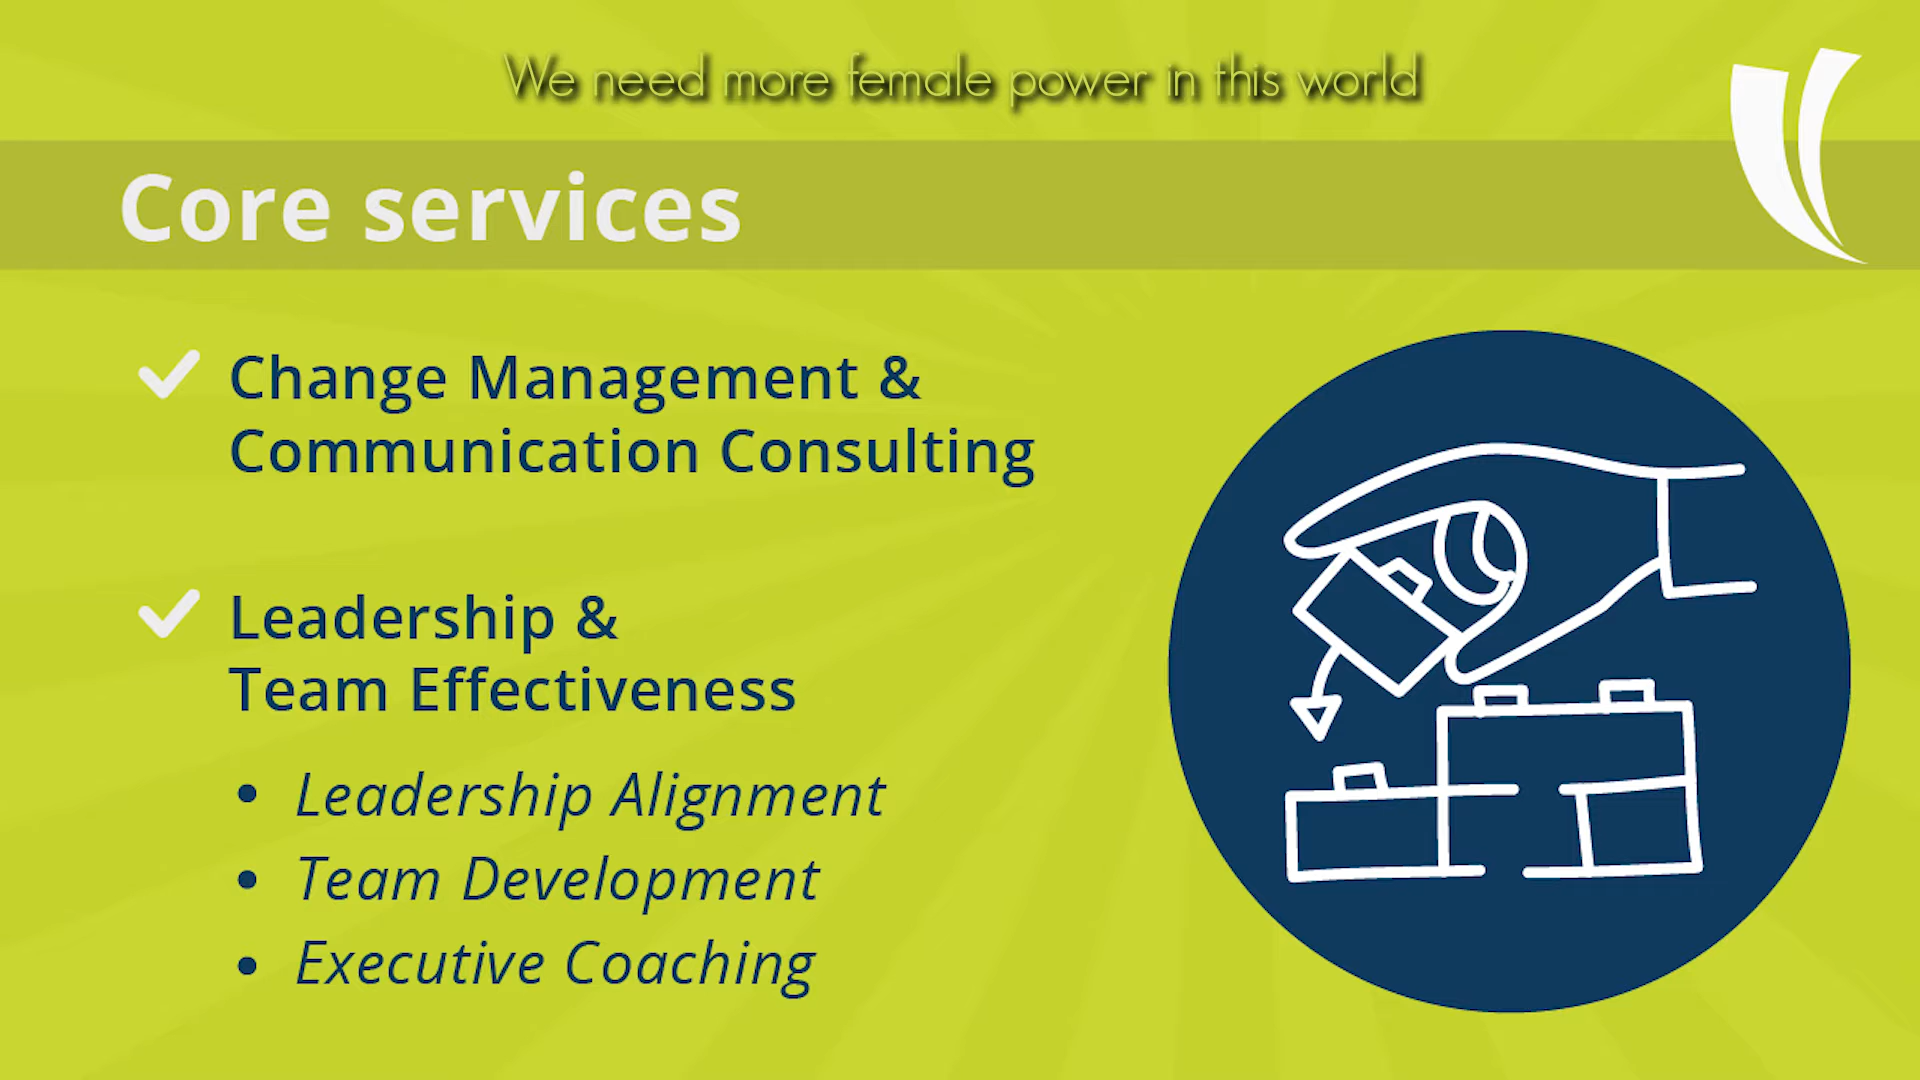 We need more female power in this world
Core services
Change Management &
Communication Consulting
Leadership &
Team Effectiveness
Leadership Alignment
Team Development
Executive Coaching